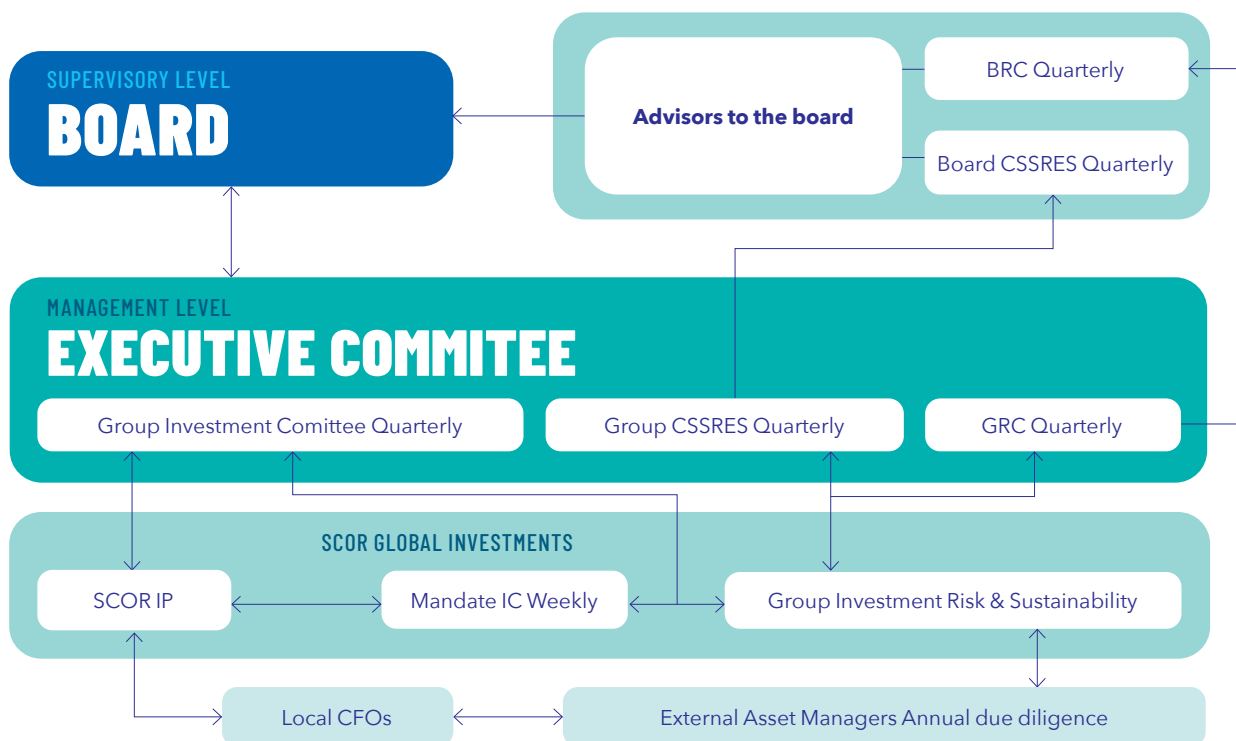 SUPERVISORY LEVEL
BOARD
Advisors to the board
BRC Quarterly
Board CSSRES Quarterly
MANAGEMENT LEVEL
EXECUTIVE COMMITEE
Group Investment Comittee Quarterly
Group CSSRES Quarterly
GRC Quarterly
SCOR GLOBAL INVESTMENTS
SCOR IP
Mandate IC Weekly
Group Investment Risk & Sustainability
Local CFOs
External Asset Managers Annual due diligence